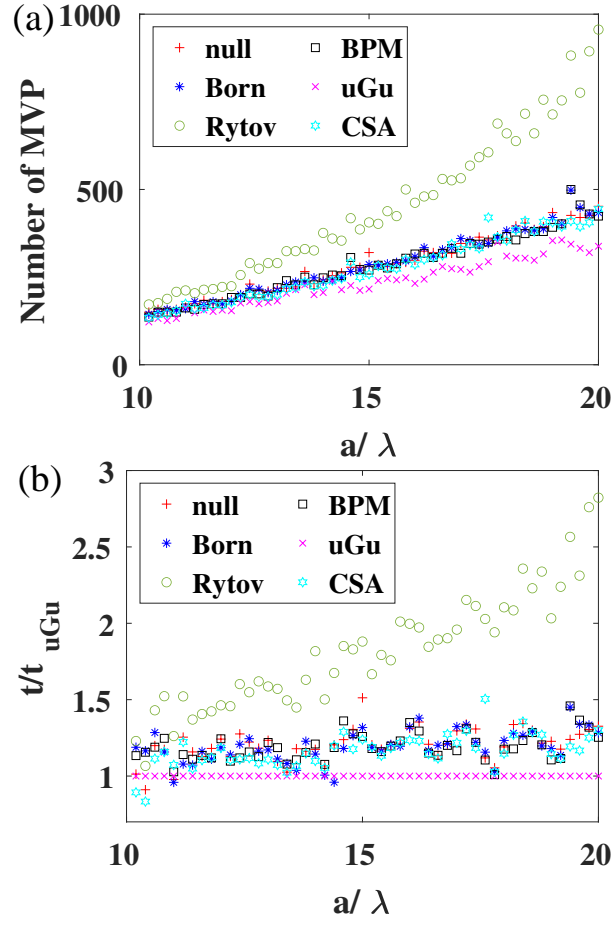 (a)
1000
500
0
Number of MVP
null
Born
Rytov
BPM
uGu
CSA
10
15
20
a/ λ
(b)
3
2.5
2
1.5
1
t/t uGu
null
Born
Rytov
BPM
uGu
CSA
10
15
20
a/ λ